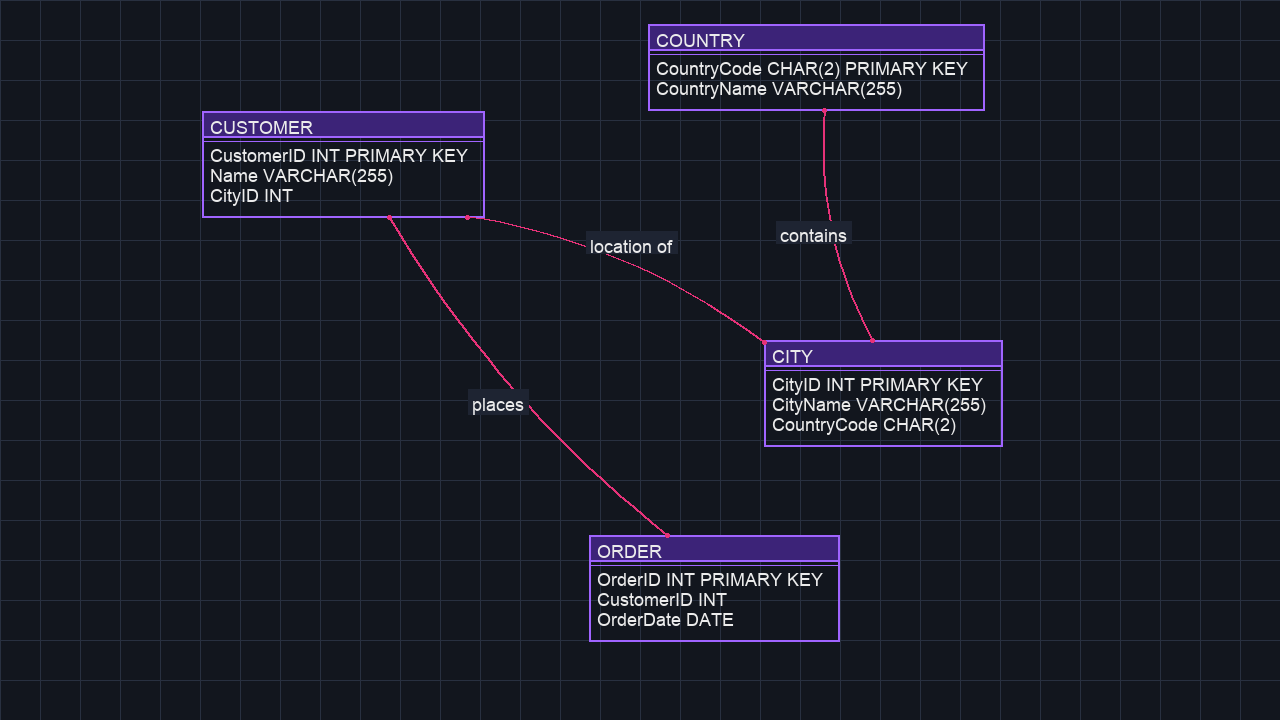 COUNTRY
CountryCode CHAR(2) PRIMARY KEY
CountryName VARCHAR(255)
CUSTOMER
CustomerID INT PRIMARY KEY
Name VARCHAR(255)
CityID INT
location of
contains
CITY
CityID INT PRIMARY KEY
CityName VARCHAR(255)
CountryCode CHAR(2)
places
ORDER
OrderID INT PRIMARY KEY
CustomerID INT
OrderDate DATE